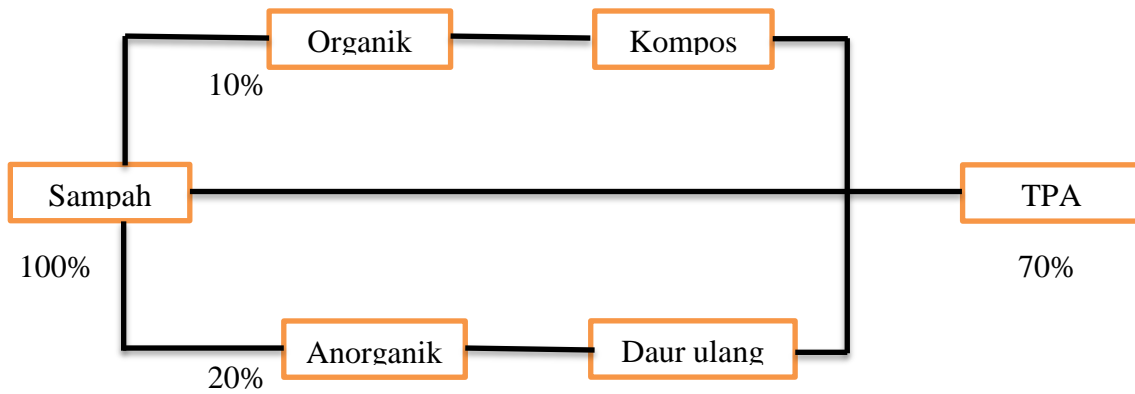 Organik
Kompos
10%
Sampah
TPA
100%
70%
Anorganik
Daur ulang
20%